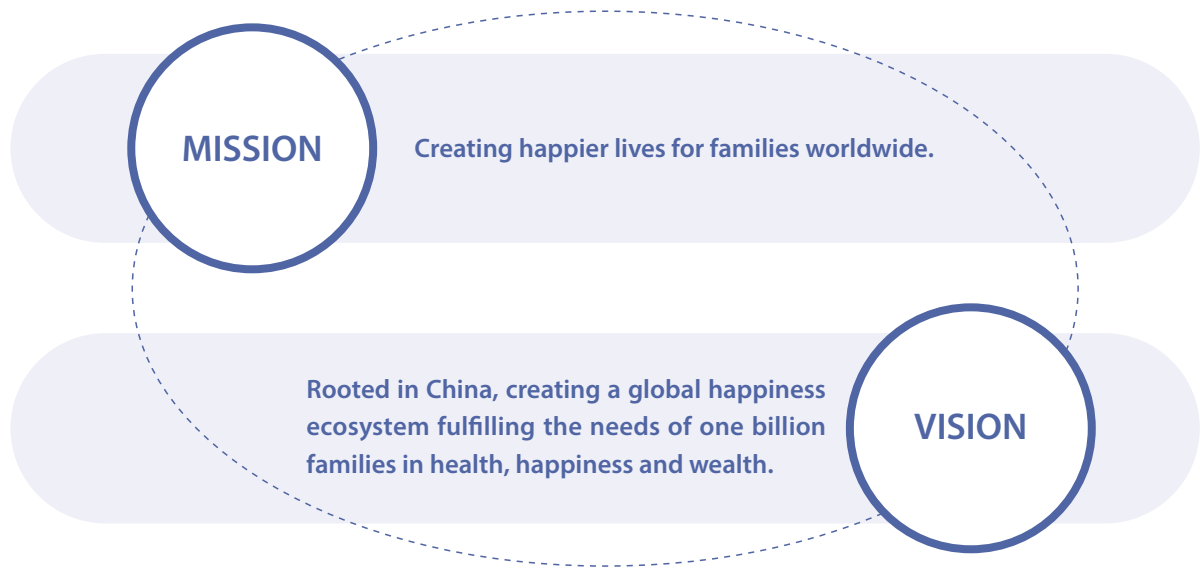 MISSION
Creating happier lives for families worldwide.
Rooted in China, creating a global happiness
ecosystem fulfilling the needs of one billion
families in health, happiness and wealth.
VISION